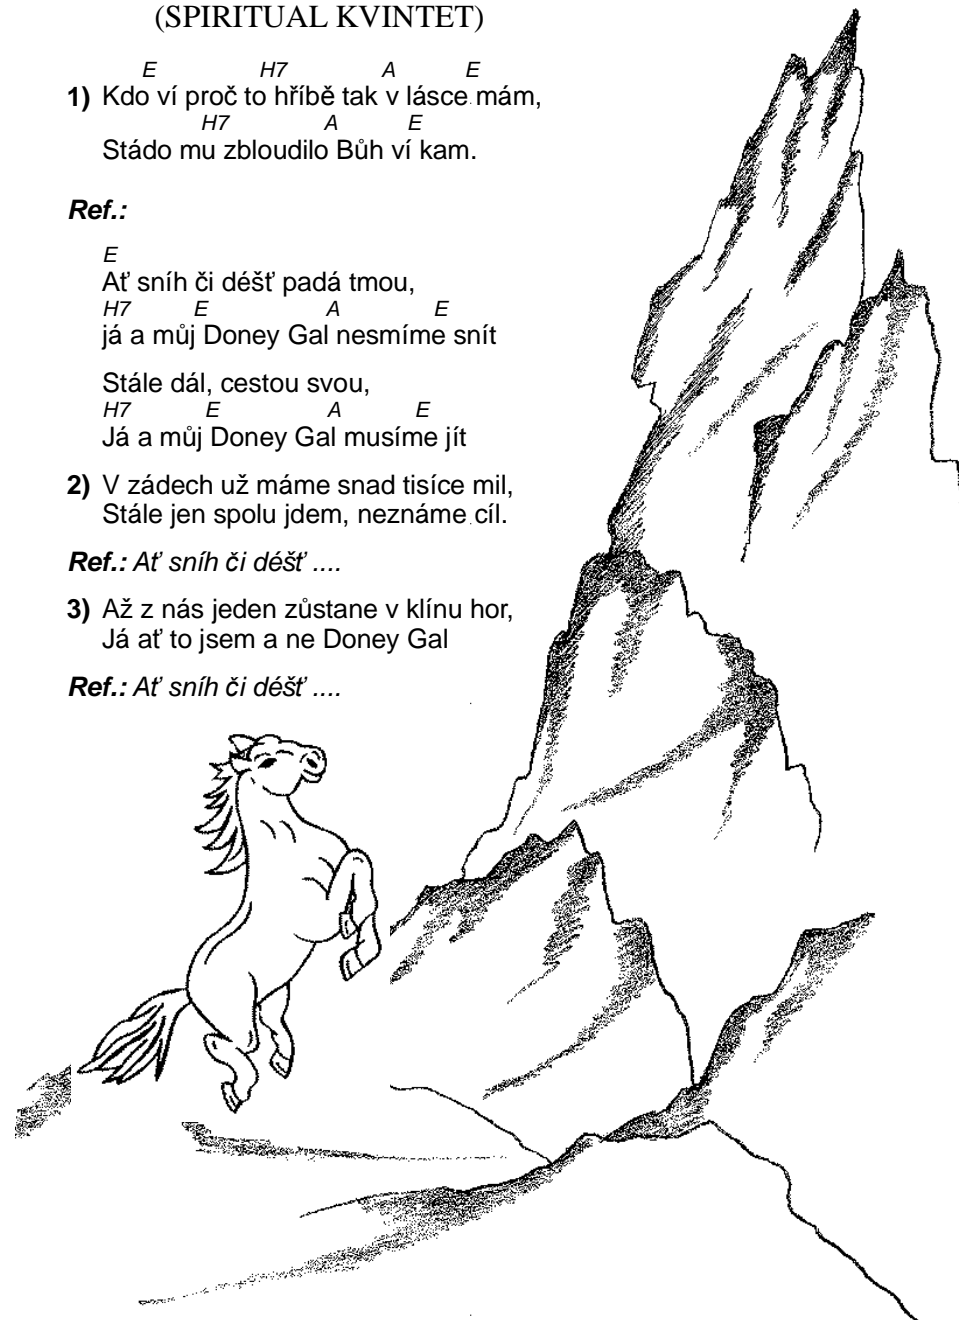 (SPIRITUAL KVINTET)
E H7 A E
1) Kdo ví proč to hříbě tak v lásce mám,
H7 A E
Stádo mu zbloudilo Bůh ví kam.
Ref.:
E
Ať sníh či déšť padá tmou,
H7 E A E
já a můj Doney Gal nesmíme snít
Stále dál, cestou svou,
H7 E A E
Já a můj Doney Gal musíme jít
2) V zádech už máme snad tisíce mil,
Stále jen spolu jdem, neznáme cíl.
Ref.: Ať sníh či déšť ....
3) Až z nás jeden zůstane v klínu hor,
Já ať to jsem a ne Doney Gal
Ref.: Ať sníh či déšť ....